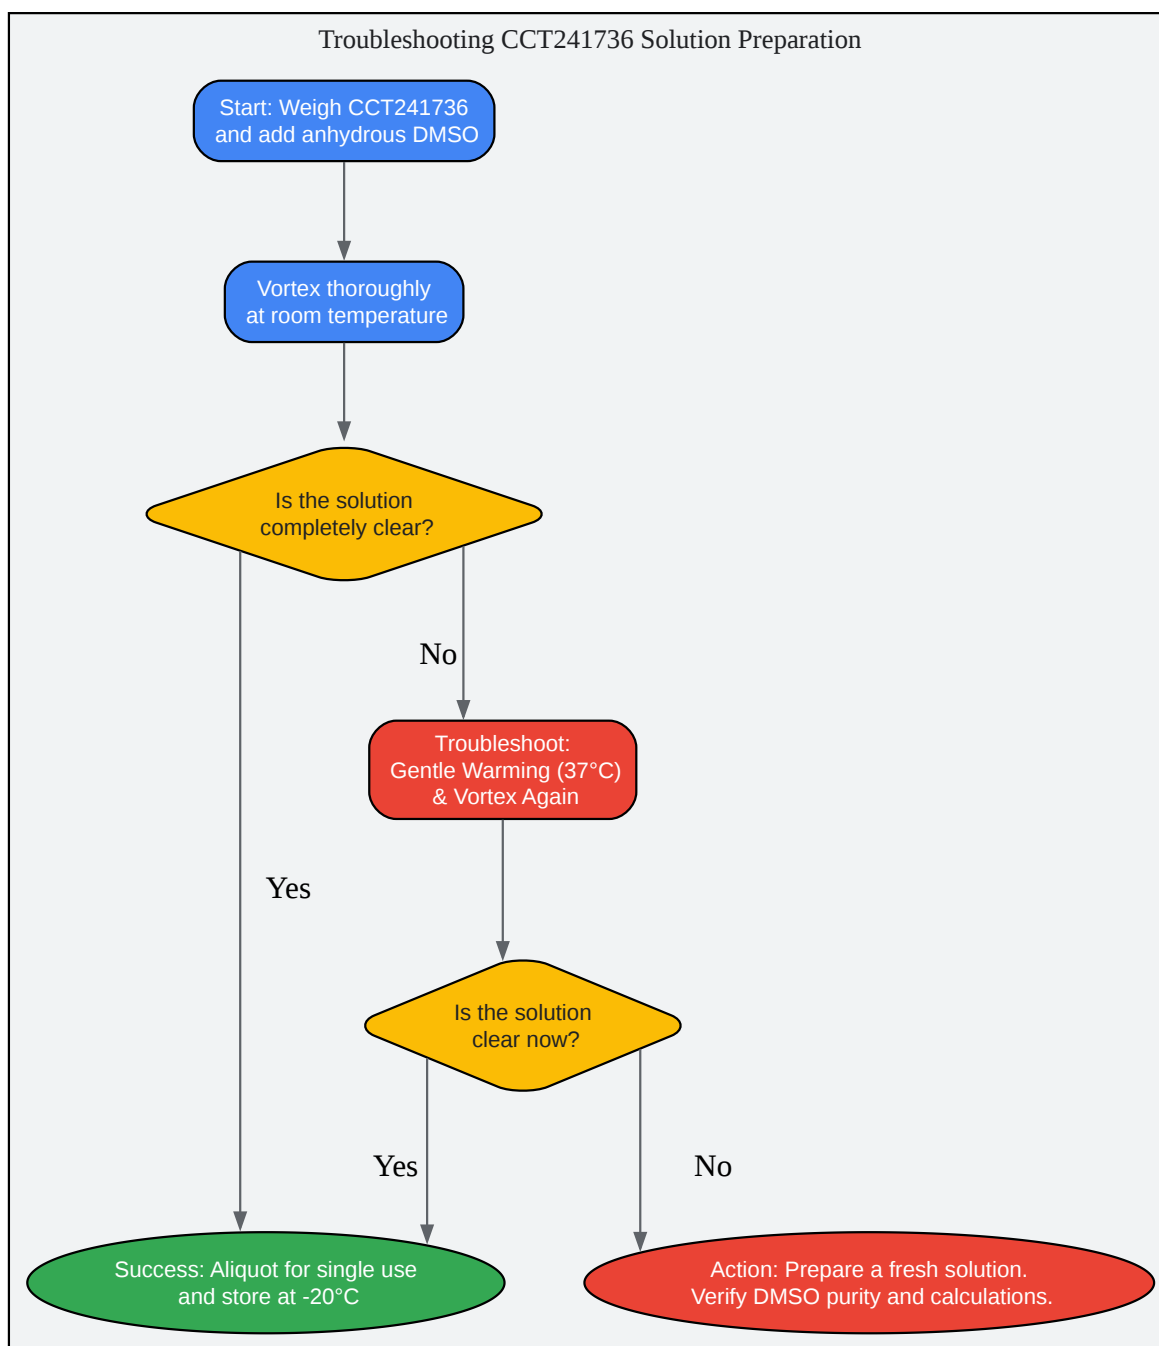 Troubleshooting CCT241736 Solution Preparation
Start: Weigh CCT241736
and add anhydrous DMSO
Vortex thoroughly
at room temperature
Is the solution
completely clear?
No
Troubleshoot:
Gentle Warming (37°C)
& Vortex Again
Yes
Is the solution
clear now?
Yes
No
Success: Aliquot for single use
and store at -20°C
Action: Prepare a fresh solution.
Verify DMSO purity and calculations.